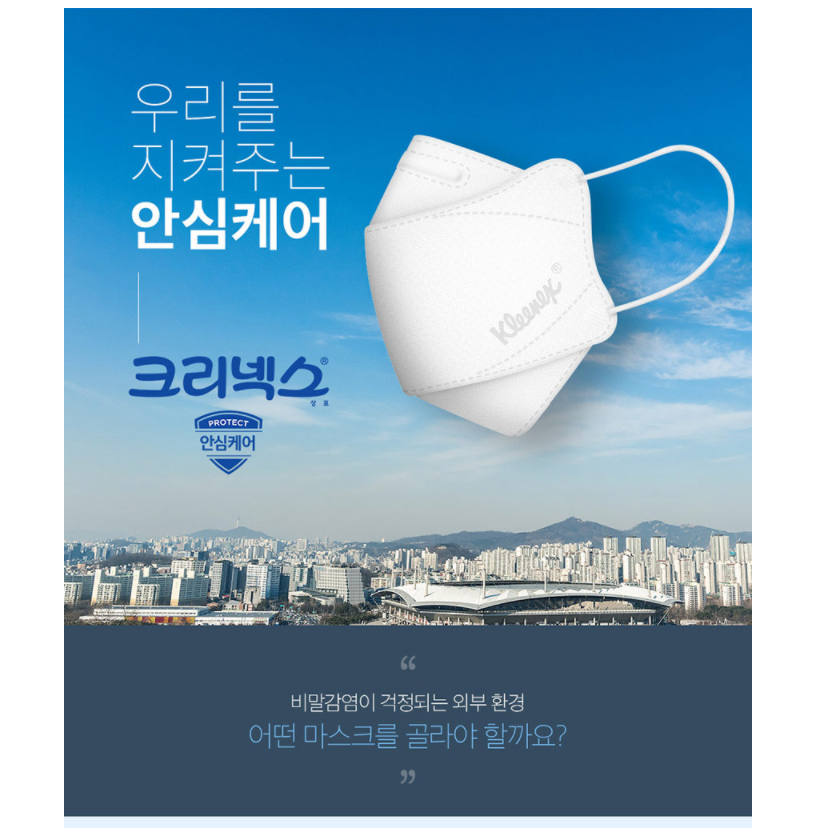 우리를
지켜주는
안심케어
Kleenex®
크리넥스®
상표
PROTECT
안심케어
“
비말감염이 걱정되는 외부 환경
어떤 마스크를 골라야 할까요?
”